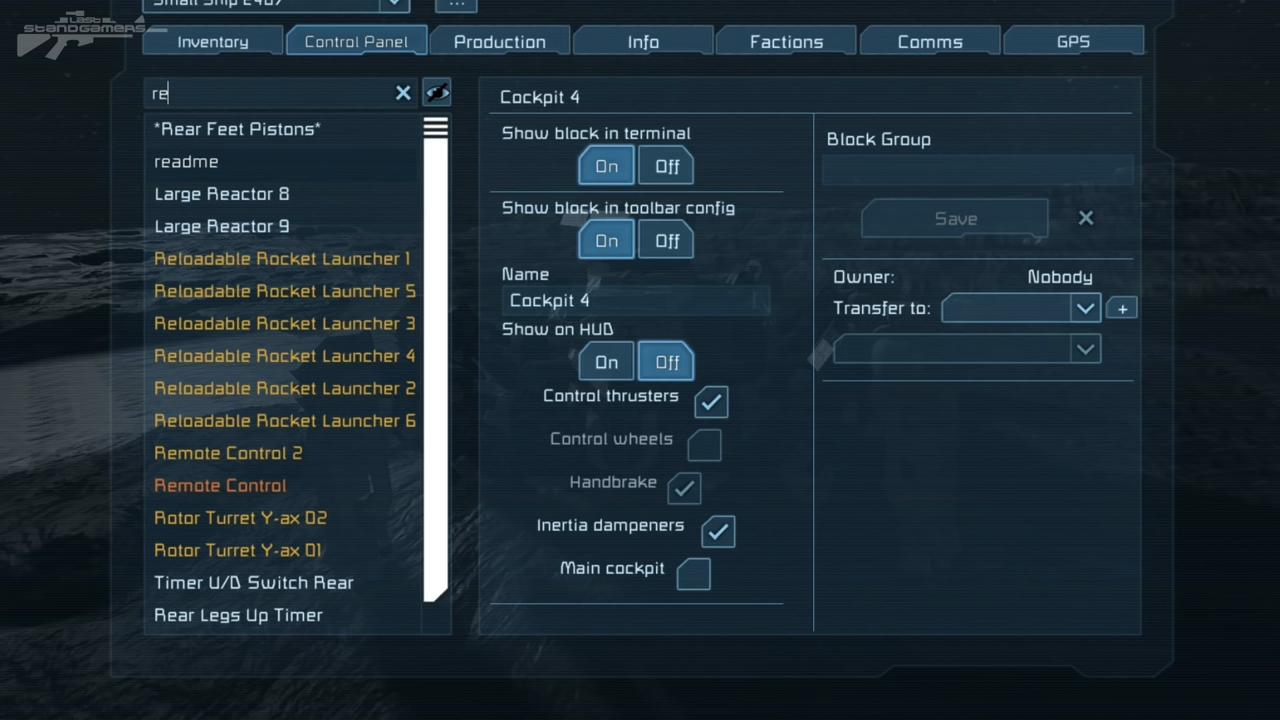 Small Ship 2487
...
Last
StandGamers
Inventory
Control Panel
Production
Info
Factions
Comms
GPS
re
*Rear Feet Pistons*
readme
Large Reactor 8
Large Reactor 9
Reloadable Rocket Launcher 1
Reloadable Rocket Launcher 5
Reloadable Rocket Launcher 3
Reloadable Rocket Launcher 4
Reloadable Rocket Launcher 2
Reloadable Rocket Launcher 6
Remote Control 2
Remote Control
Rotor Turret Y-ax 02
Rotor Turret Y-ax 01
Timer U/D Switch Rear
Rear Legs Up Timer
Cockpit 4
Show block in terminal
On Off
Show block in toolbar config
On Off
Name
Cockpit 4
Show on HUD
On Off
Control thrusters
Control wheels
Handbrake
Inertia dampeners
Main cockpit
Block Group
Save
Owner: Nobody
Transfer to: